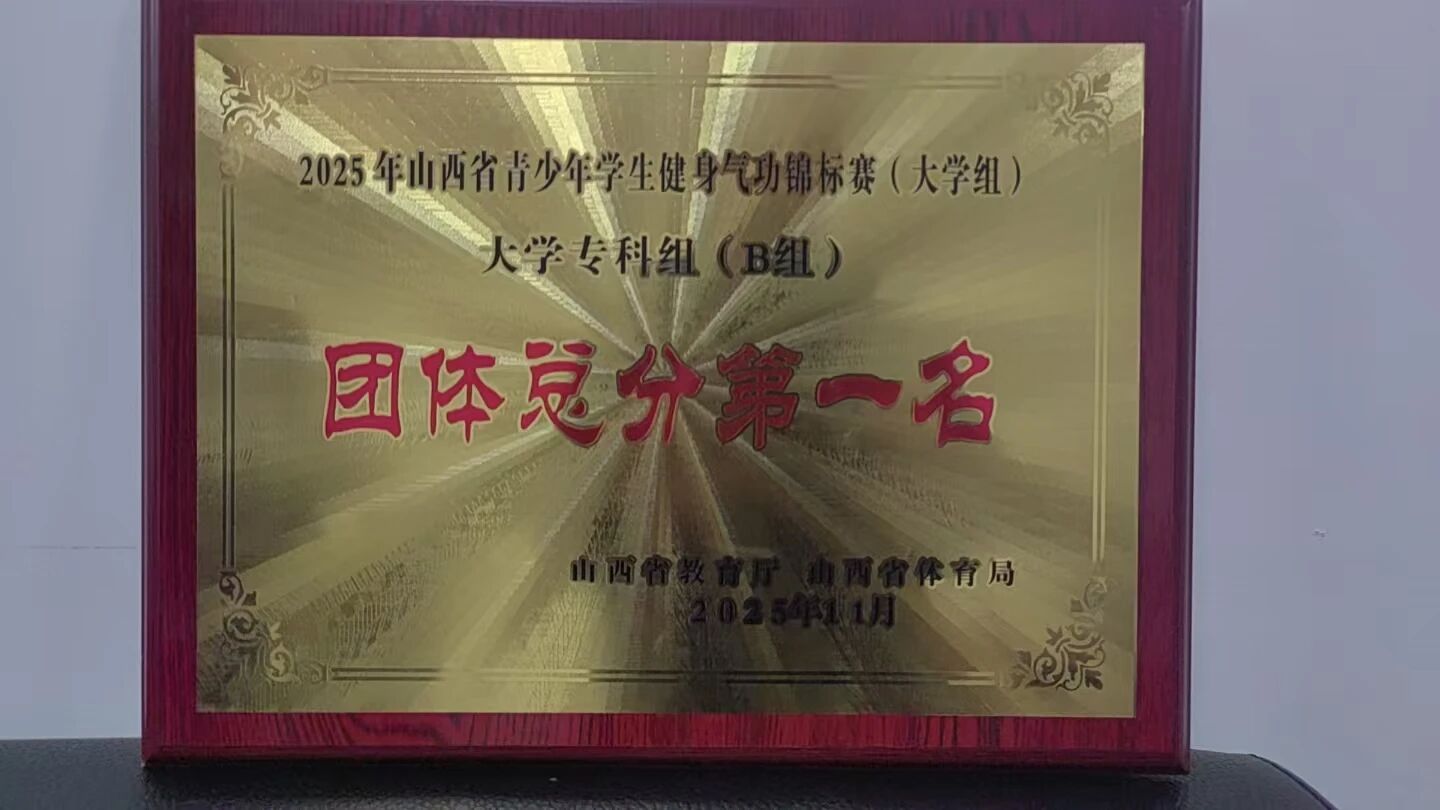 2025年山西省青少年学生健身气功锦标赛（大学组）
大学专科组（B组）
团体总分第一名
山西省教育厅 山西省体育局
2025年11月